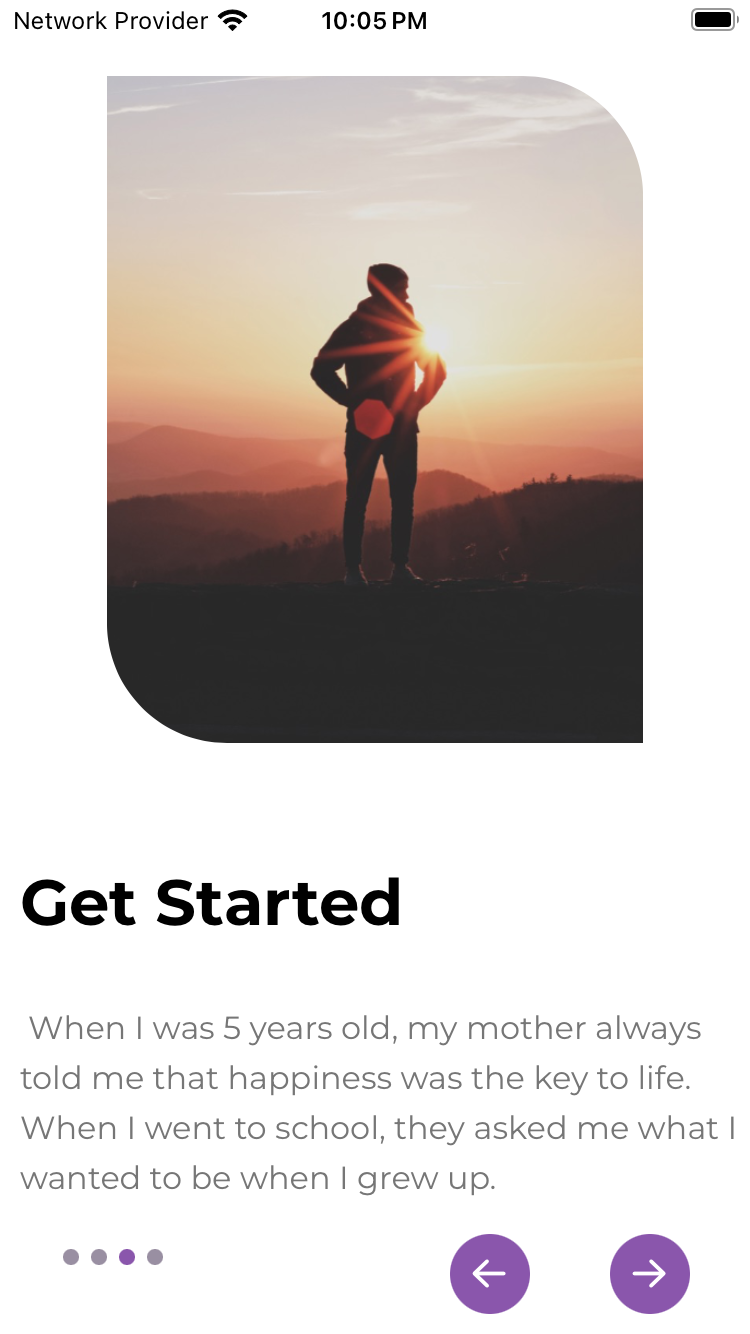 Network Provider 10:05 PM
Get Started
When I was 5 years old, my mother always
told me that happiness was the key to life.
When I went to school, they asked me what I
wanted to be when I grew up.